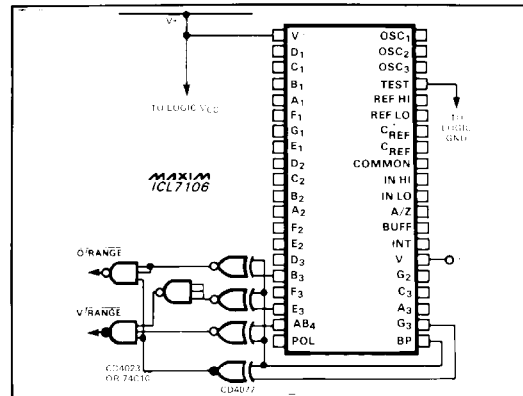 V+
TO LOGIC VCC
MAXIM
ICL7106
O/RANGE
V/RANGE
CD4023
OR 74C10
CD4077
V
D1
C1
B1
A1
F1
G1
E1
D2
C2
B2
A2
F2
E2
D3
B3
F3
E3
AB4
POL
OSC1
OSC2
OSC3
TEST
REF HI
REF LO
CREF
CREF
COMMON
IN HI
IN LO
A/Z
BUFF
INT
V
G2
C3
A3
G3
BP
TO
LOGIC
GND